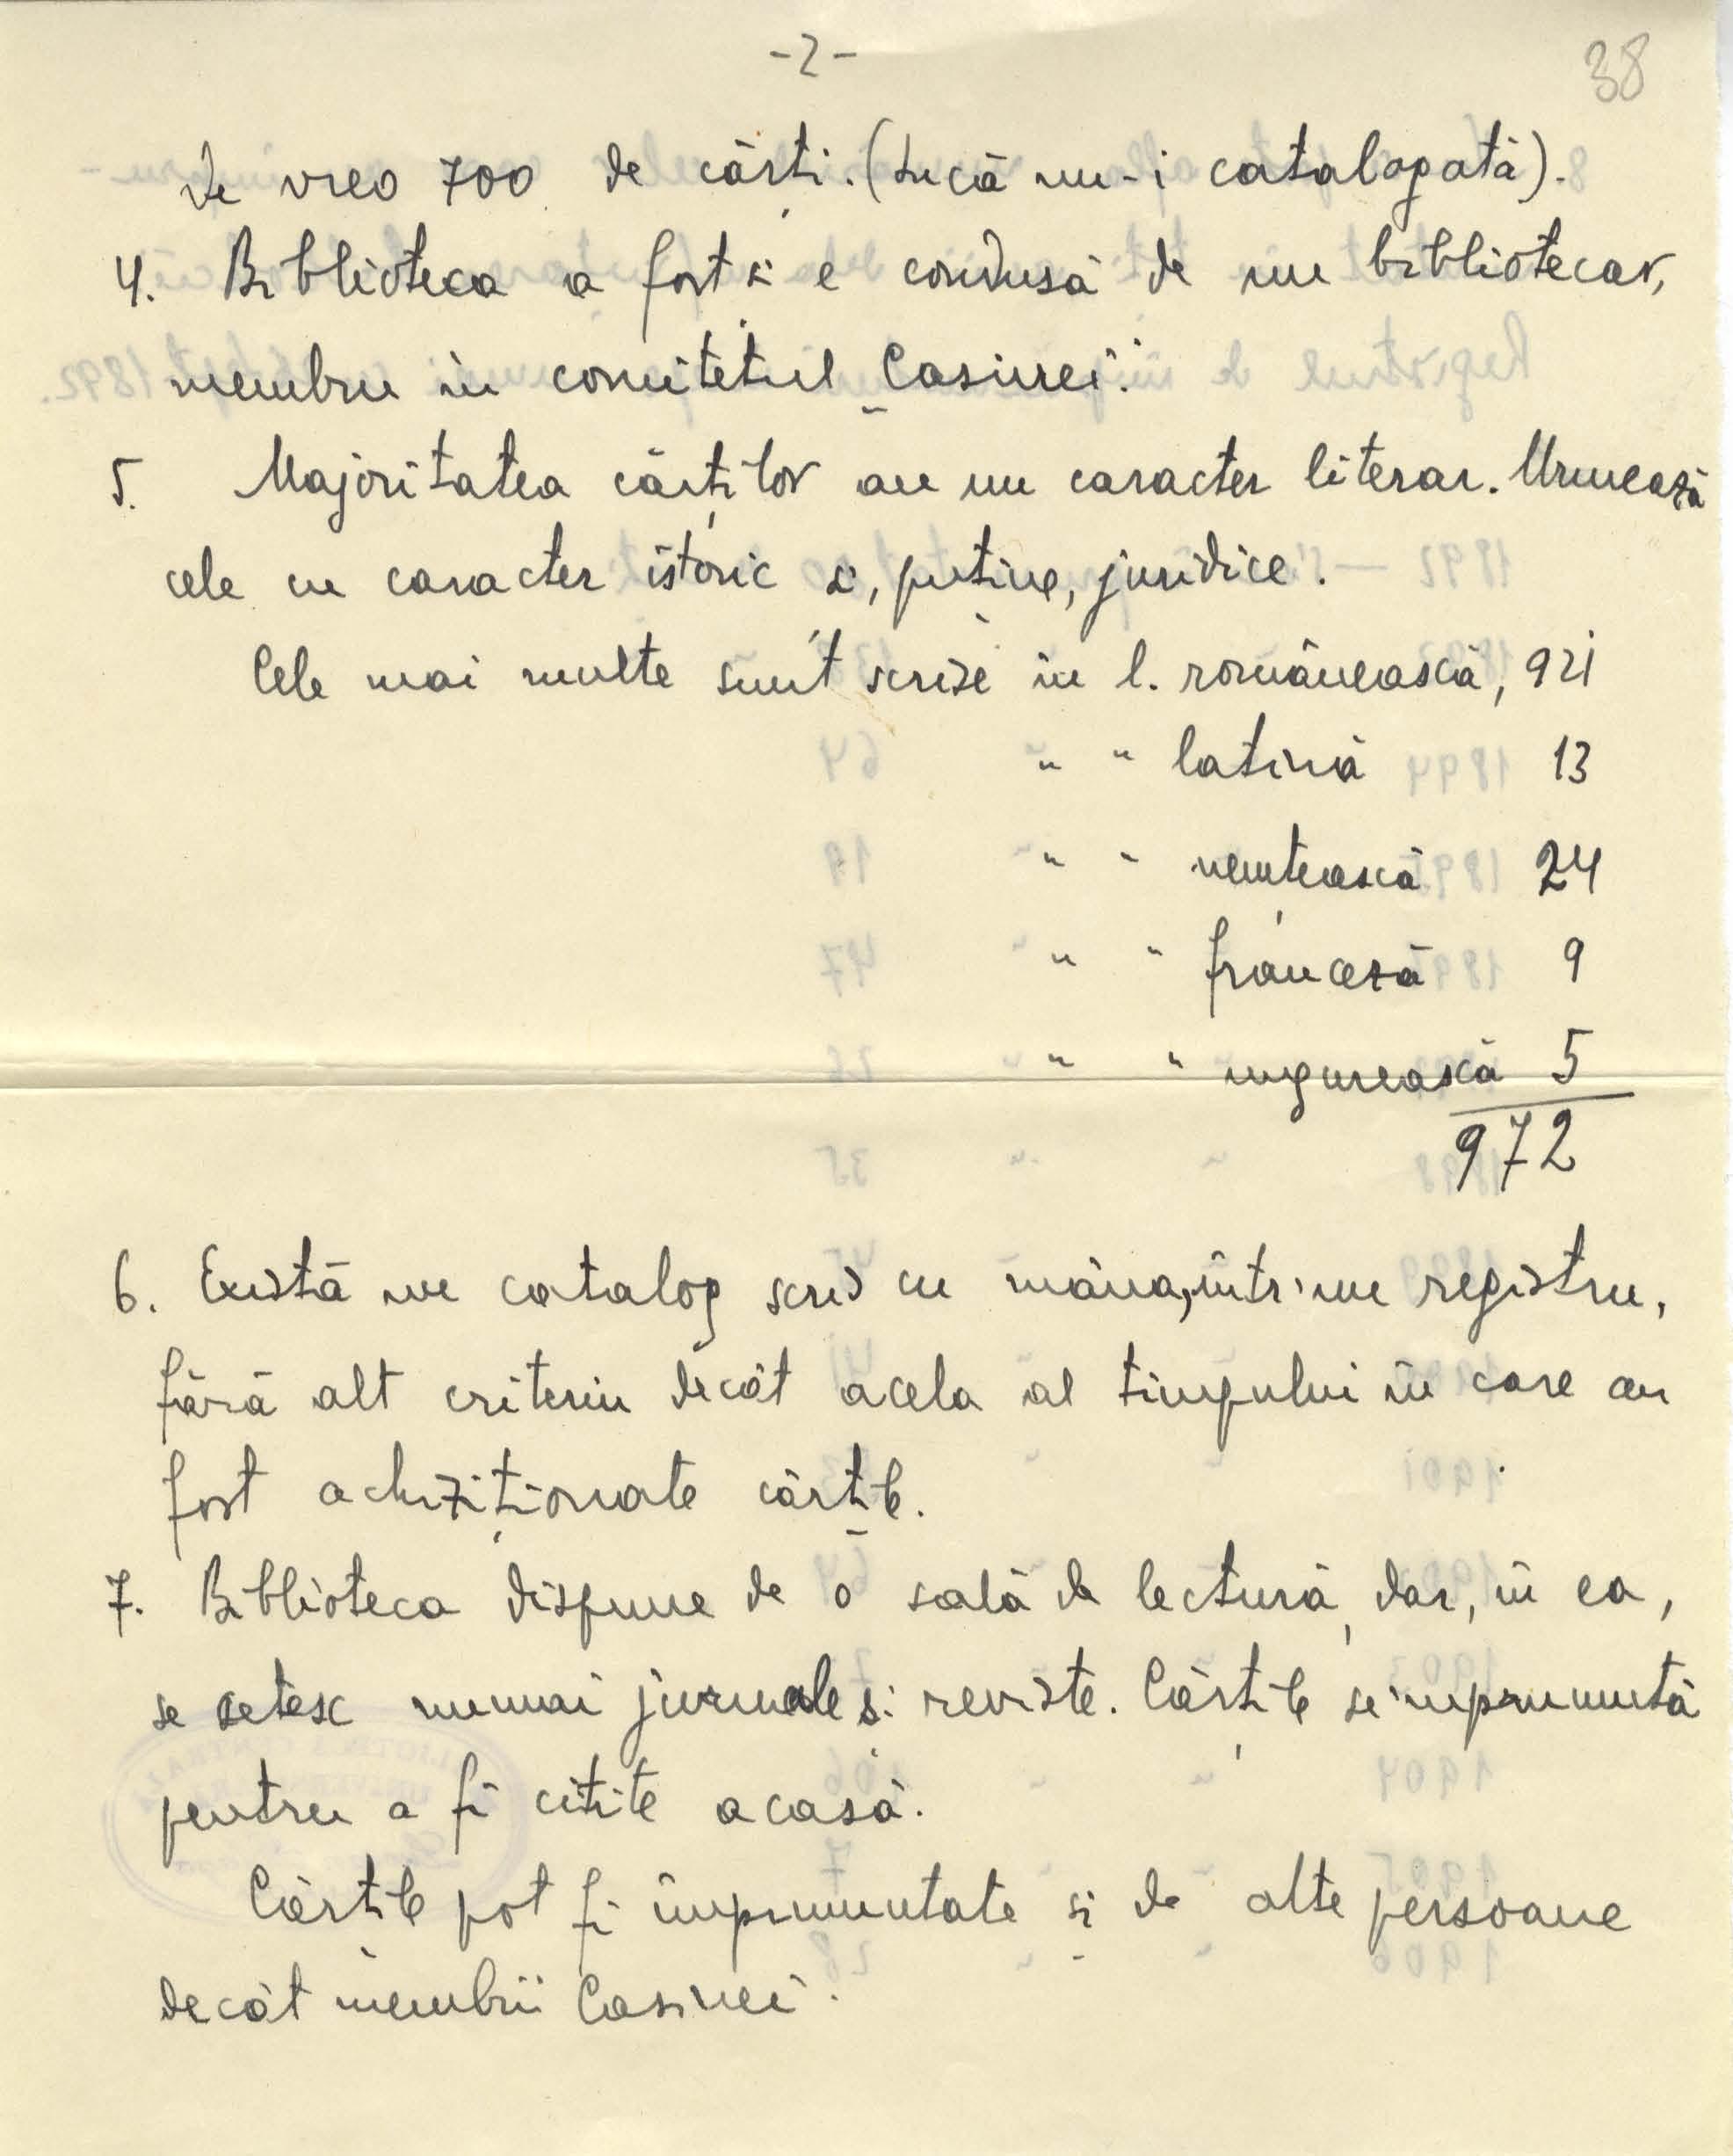 -2-
38
de vreo 700 de cărți. (Încă nu-i catalogată).
4. Biblioteca a fost și e condusă de un bibliotecar,
membru în comitetul Casinei.
5. Majoritatea cărților au un caracter literar. Urmează
cele cu caracter istoric și, puține, juridice.
Cele mai multe sunt scrise în l. românească, 921
" " latină 13
" " nemțească 24
" " franceză 9
" " ungurească 5
972
6. Există un catalog scris cu mâna, într'un registru,
fără alt criteriu decât acela al timpului în care au
fost achiziționate cărțile.
7. Biblioteca dispune de o sală de lectură, dar, în ea,
se cetesc numai jurnale și reviste. Cărțile se'mprumută
pentru a fi citite acasă.
Cărțile pot fi împrumutate și de alte persoane
decât membrii Casinei.